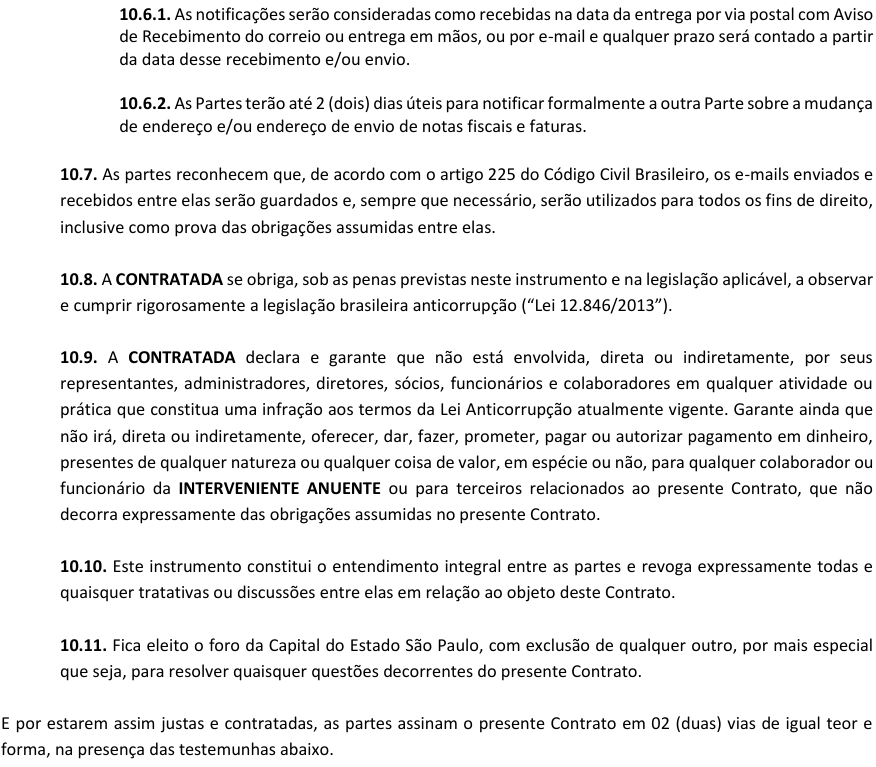 10.6.1. As notificações serão consideradas como recebidas na data da entrega por via postal com Aviso
de Recebimento do correio ou entrega em mãos, ou por e-mail e qualquer prazo será contado a partir
da data desse recebimento e/ou envio.
10.6.2. As Partes terão até 2 (dois) dias úteis para notificar formalmente a outra Parte sobre a mudança
de endereço e/ou endereço de envio de notas fiscais e faturas.
10.7. As partes reconhecem que, de acordo com o artigo 225 do Código Civil Brasileiro, os e-mails enviados e
recebidos entre elas serão guardados e, sempre que necessário, serão utilizados para todos os fins de direito,
inclusive como prova das obrigações assumidas entre elas.
10.8. A CONTRATADA se obriga, sob as penas previstas neste instrumento e na legislação aplicável, a observar
e cumprir rigorosamente a legislação brasileira anticorrupção (“Lei 12.846/2013”).
10.9. A CONTRATADA declara e garante que não está envolvida, direta ou indiretamente, por seus
representantes, administradores, diretores, sócios, funcionários e colaboradores em qualquer atividade ou
prática que constitua uma infração aos termos da Lei Anticorrupção atualmente vigente. Garante ainda que
não irá, direta ou indiretamente, oferecer, dar, fazer, prometer, pagar ou autorizar pagamento em dinheiro,
presentes de qualquer natureza ou qualquer coisa de valor, em espécie ou não, para qualquer colaborador ou
funcionário da INTERVENIENTE ANUENTE ou para terceiros relacionados ao presente Contrato, que não
decorra expressamente das obrigações assumidas no presente Contrato.
10.10. Este instrumento constitui o entendimento integral entre as partes e revoga expressamente todas e
quaisquer tratativas ou discussões entre elas em relação ao objeto deste Contrato.
10.11. Fica eleito o foro da Capital do Estado São Paulo, com exclusão de qualquer outro, por mais especial
que seja, para resolver quaisquer questões decorrentes do presente Contrato.
E por estarem assim justas e contratadas, as partes assinam o presente Contrato em 02 (duas) vias de igual teor e
forma, na presença das testemunhas abaixo.